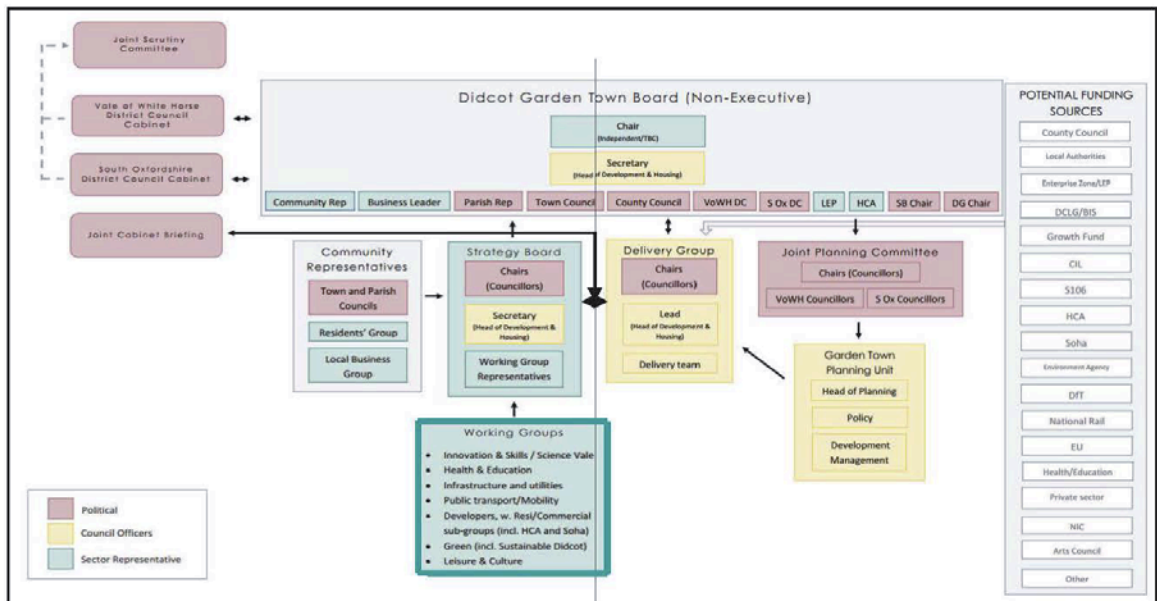 Joint Scrutiny
Committee
Vale of White Horse
District Council
Cabinet
South Oxfordshire
District Council Cabinet
Joint Cabinet Briefing
Didcot Garden Town Board (Non-Executive)
Chair
(Independent/TBC)
Secretary
(Head of Development & Housing)
Community Rep
Business Leader
Parish Rep
Town Council
County Council
VoWH DC
S Ox DC
LEP
HCA
SB Chair
DG Chair
Community
Representatives
Town and Parish
Councils
Residents' Group
Local Business
Group
Strategy Board
Chairs
(Councillors)
Secretary
(Head of Development &
Housing)
Working Group
Representatives
Delivery Group
Chairs
(Councillors)
Lead
(Head of Development &
Housing)
Delivery team
Joint Planning Committee
Chairs (Councillors)
VoWH Councillors
S Ox Councillors
Garden Town
Planning Unit
Head of Planning
Policy
Development
Management
Working Groups
• Innovation & Skills / Science Vale
• Health & Education
• Infrastructure and utilities
• Public transport/Mobility
• Developers, w. Resi/Commercial
sub-groups (incl. HCA and Soha)
• Green (incl. Sustainable Didcot)
• Leisure & Culture
Political
Council Officers
Sector Representative
POTENTIAL FUNDING
SOURCES
County Council
Local Authorities
Enterprise Zone/LEP
DCLG/BIS
Growth Fund
CIL
S106
HCA
Soha
Environment Agency
DfT
National Rail
EU
Health/Education
Private sector
NIC
Arts Council
Other